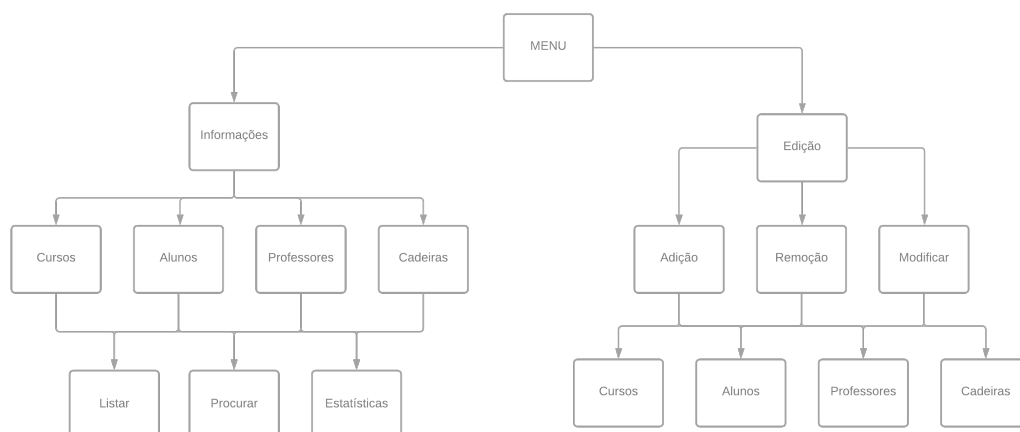 MENU
Informações
Edição
Cursos
Alunos
Professores
Cadeiras
Adição
Remoção
Modificar
Listar
Procurar
Estatísticas
Cursos
Alunos
Professores
Cadeiras